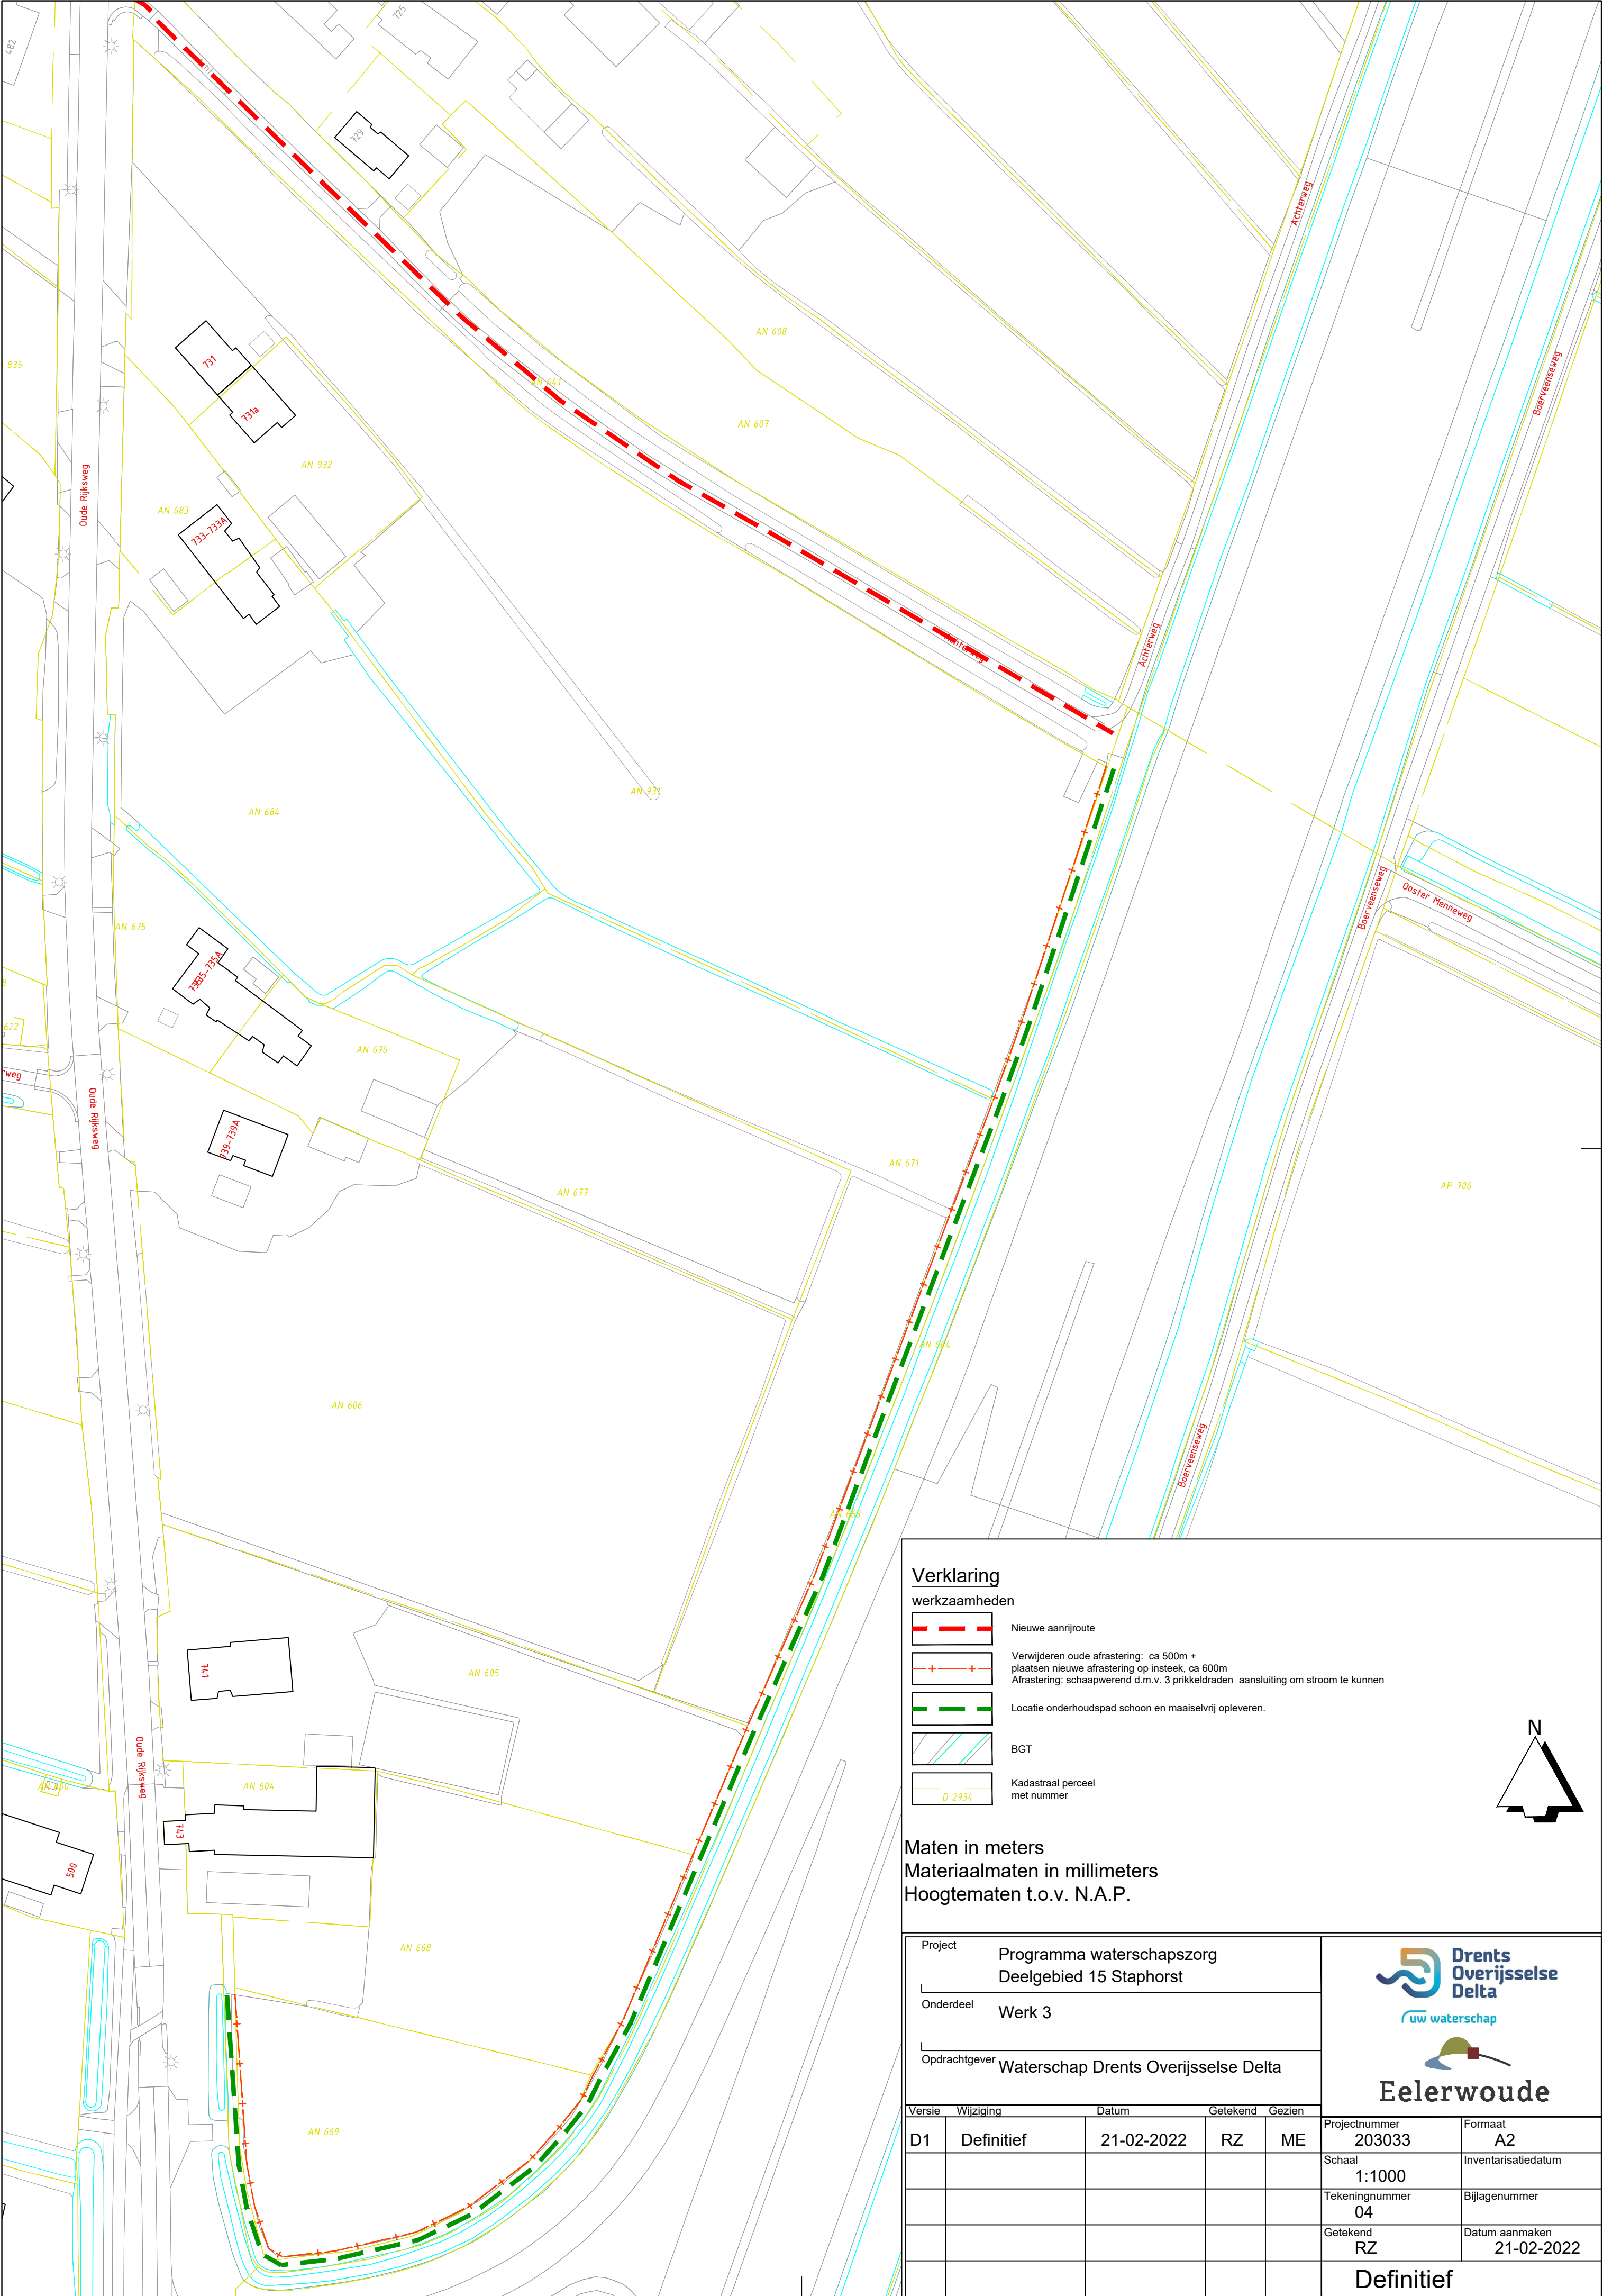 482
725
729
Achterweg
Boerveenseweg
AN 608
835
731
AN 641
731a
AN 607
AN 932
Oude Rijksweg
AN 683
733-733A
Achterweg
AN 931
AN 684
Boerveenseweg
Ooster Menneweg
AN 675
735-735A
622
AN 676
rweg
Oude Rijksweg
739-739A
AN 671
AN 677
AP 706
AN 606
Boerveenseweg
741
AN 605
Oude Rijksweg
AN 604
743
500
AN 668
AN 669
Verklaring
werkzaamheden
Nieuwe aanrijroute
Verwijderen oude afrastering: ca 500m +
plaatsen nieuwe afrastering op insteek, ca 600m
Afrastering: schaapwerend d.m.v. 3 prikkeldraden aansluiting om stroom te kunnen
Locatie onderhoudspad schoon en maaiselvrij opleveren.
BGT
Kadastraal perceel
met nummer
D 2934
N
Maten in meters
Materiaalmaten in millimeters
Hoogtematen t.o.v. N.A.P.
Project
Programma waterschapszorg
Deelgebied 15 Staphorst
Onderdeel
Werk 3
Opdrachtgever
Waterschap Drents Overijsselse Delta
Drents
Overijsselse
Delta
uw waterschap
Eelerwoude
Versie Wijziging Datum Getekend Gezien
D1 Definitief 21-02-2022 RZ ME
Projectnummer
203033
Formaat
A2
Schaal
1:1000
Inventarisatiedatum
Tekeningnummer
04
Bijlagenummer
Getekend
RZ
Datum aanmaken
21-02-2022
Definitief